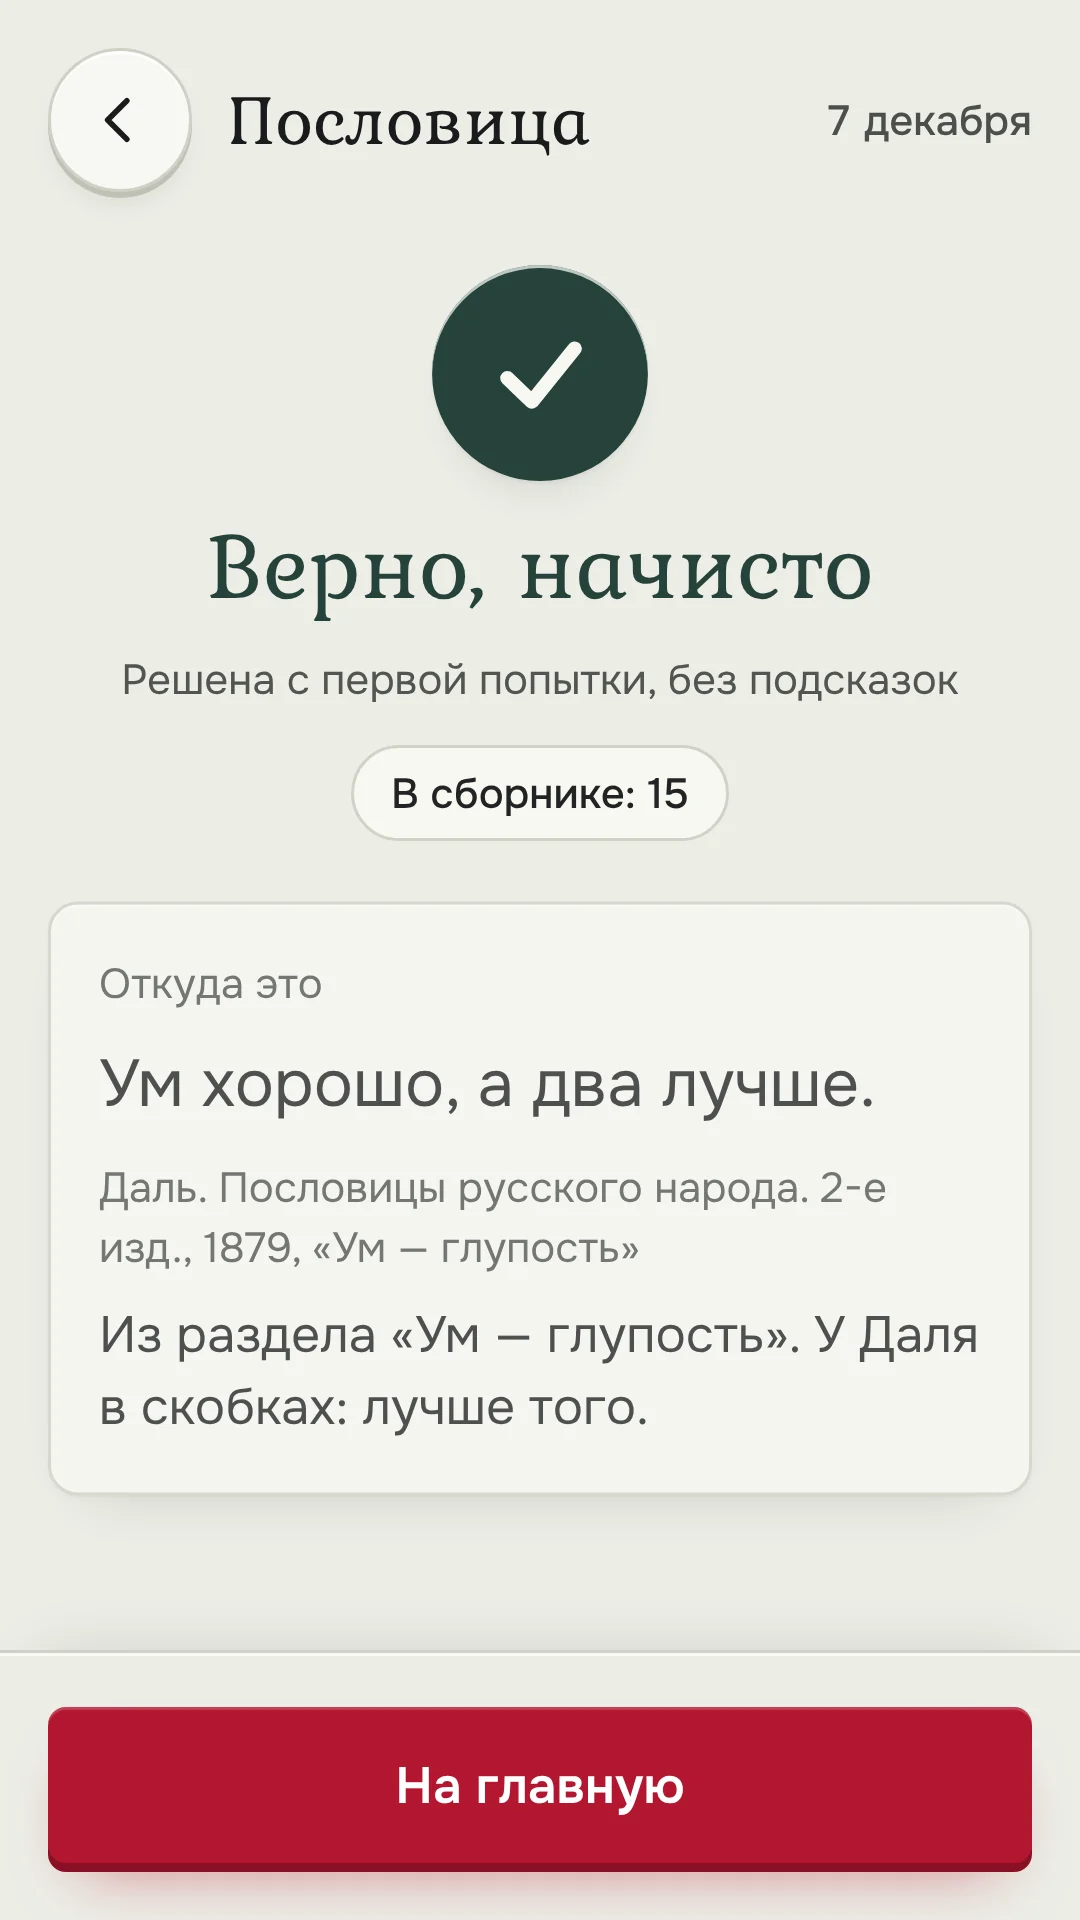 Пословица
7 декабря
Верно, начисто
Решена с первой попытки, без подсказок
В сборнике: 15
Откуда это
Ум хорошо, а два лучше.
Даль. Пословицы русского народа. 2-е
изд., 1879, «Ум — глупость»
Из раздела «Ум — глупость». У Даля
в скобках: лучше того.
На главную